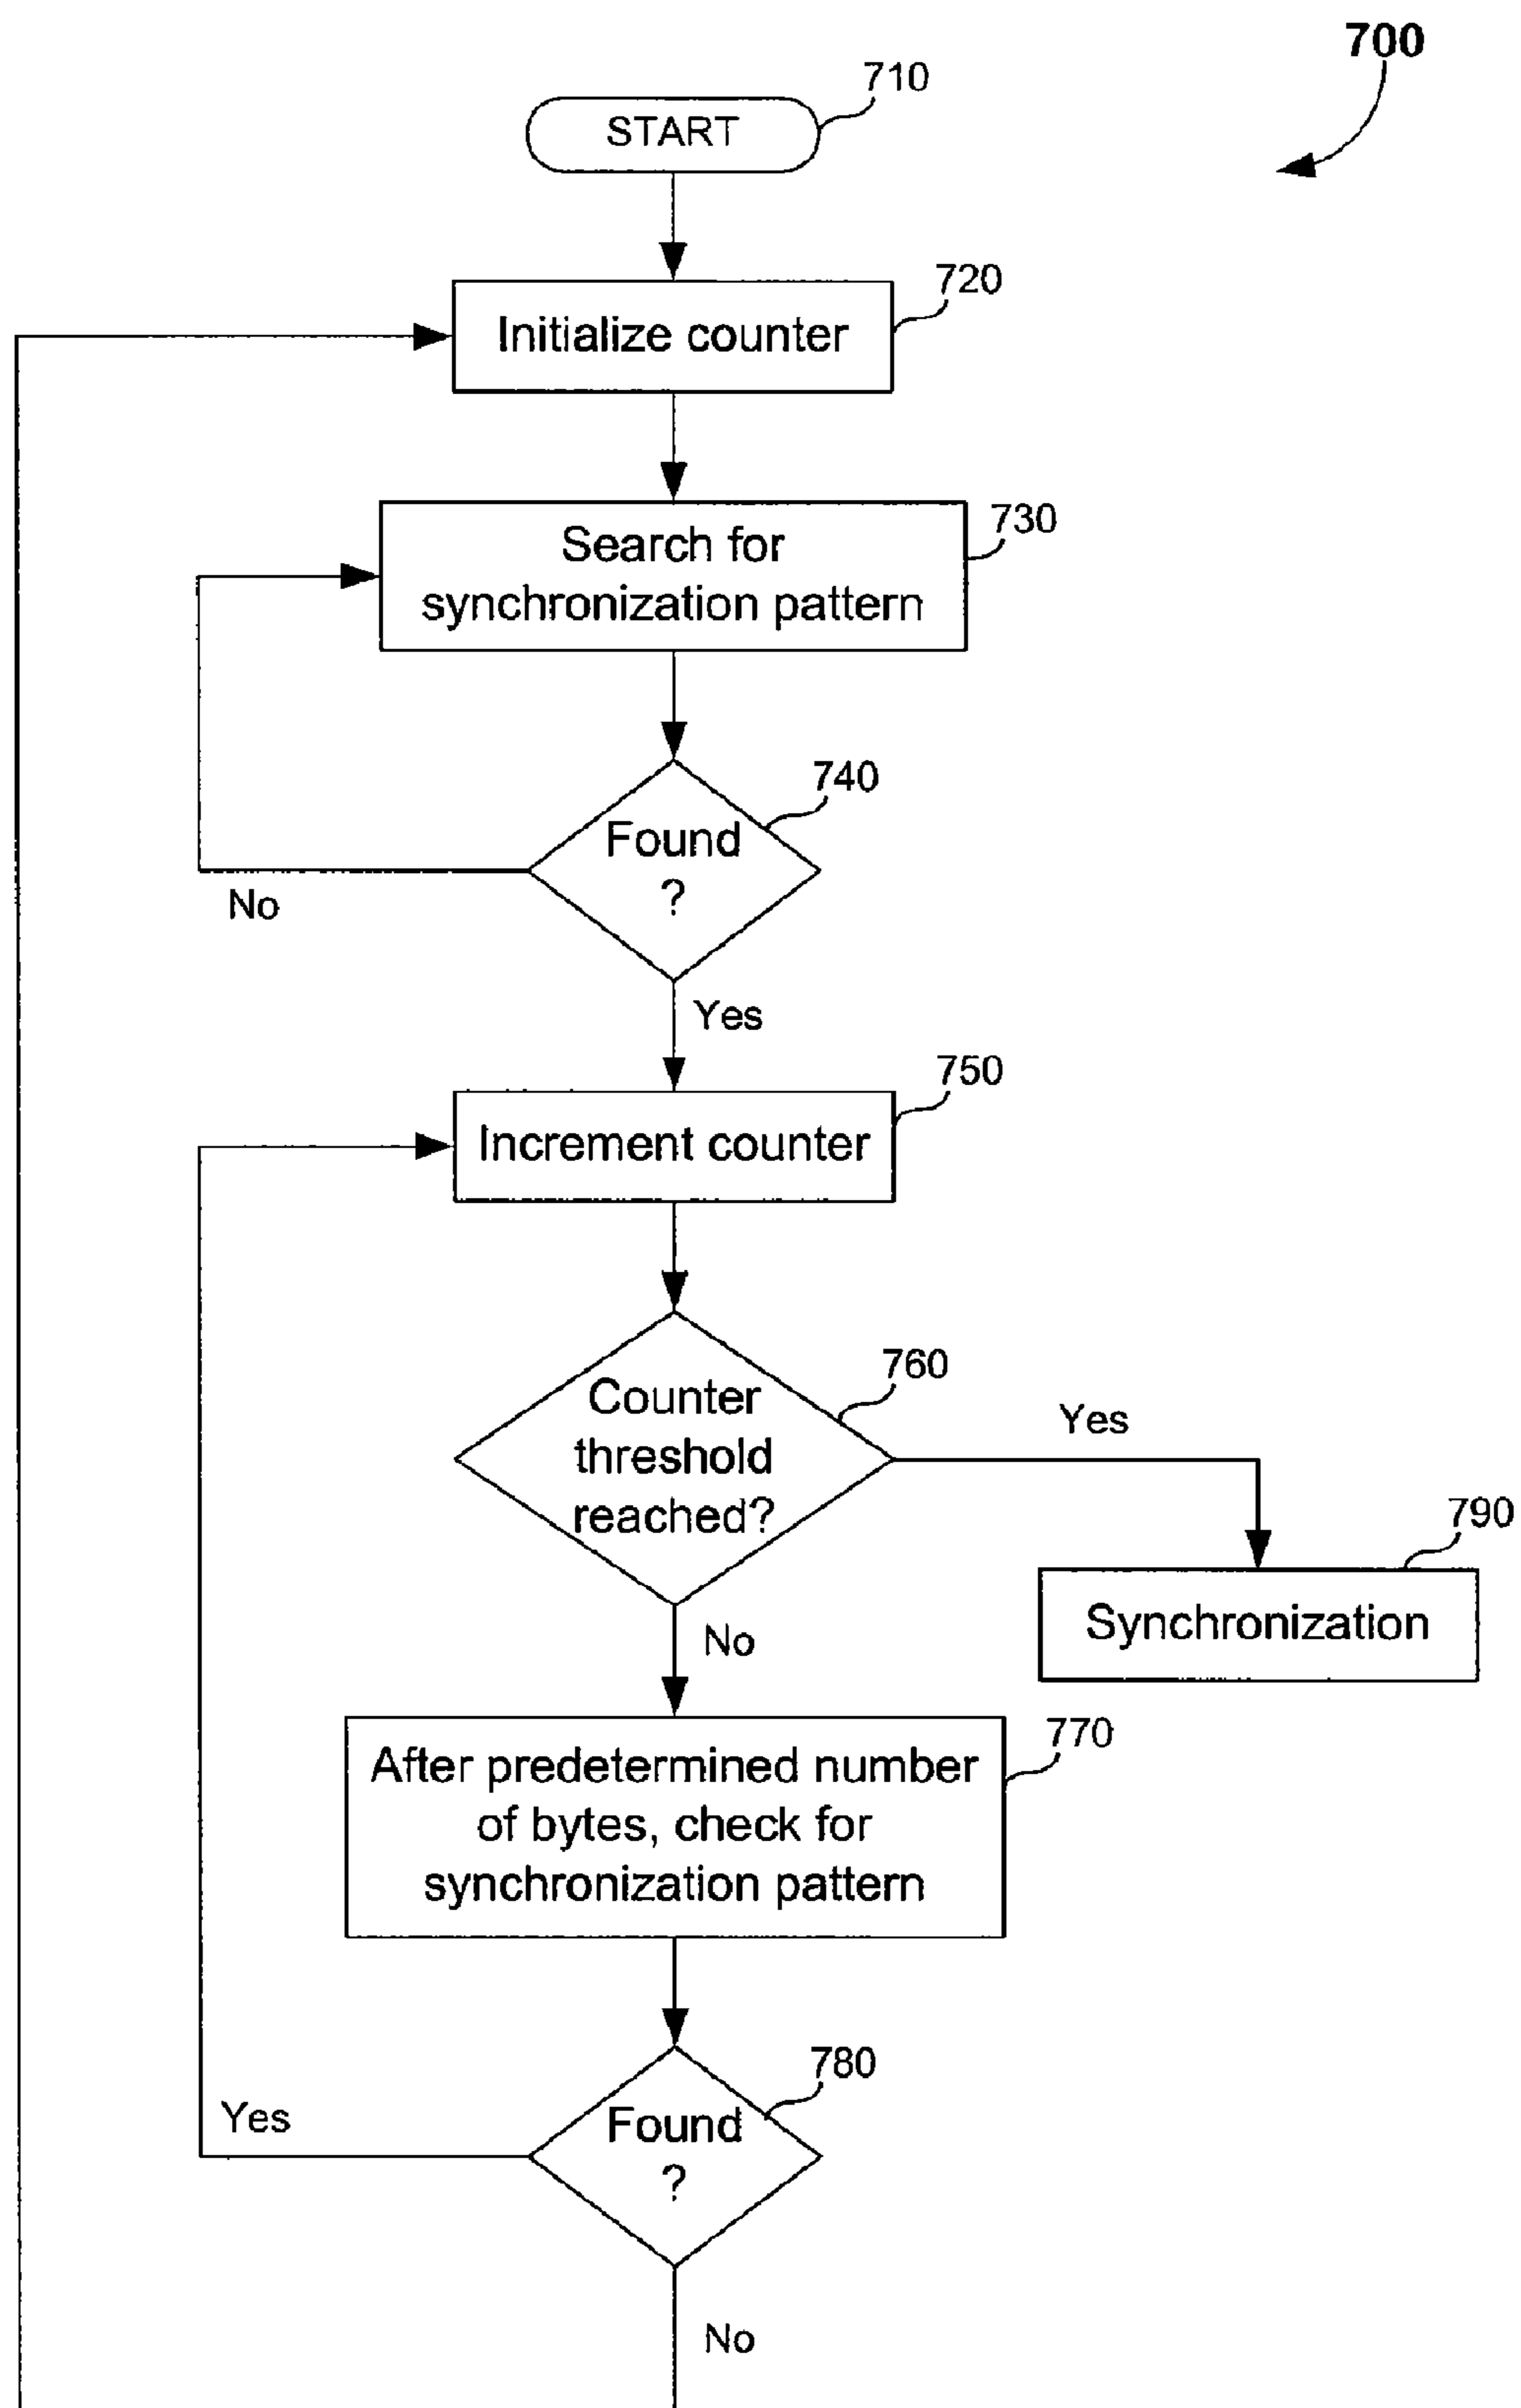 700
710
START
720
Initialize counter
730
Search for
synchronization pattern
740
Found
?
No
Yes
750
Increment counter
760
Counter
threshold
reached?
Yes
790
Synchronization
No
770
After predetermined number
of bytes, check for
synchronization pattern
780
Yes
Found
?
No